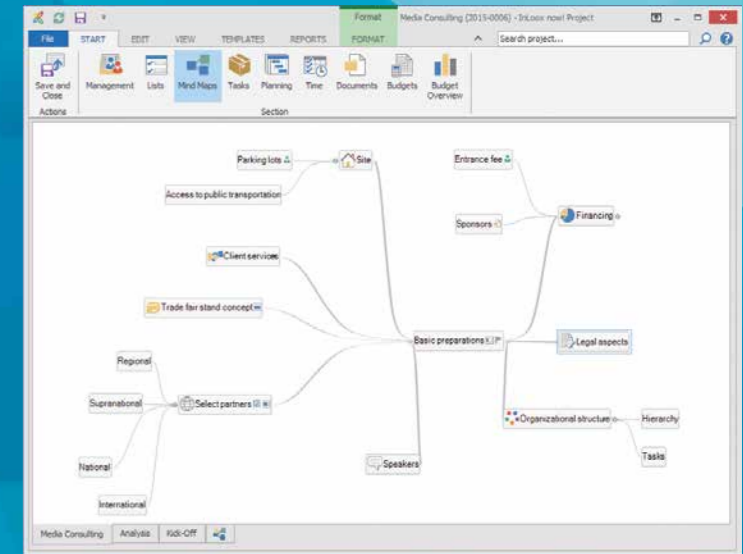 Format
Media Consulting (2015-0006) - InLoox now! Project
File START EDIT VIEW TEMPLATES REPORTS FORMAT
Search project...
Save and Close
Management
Lists
Mind Maps
Tasks
Planning
Time
Documents
Budgets
Budget Overview
Actions
Section
Parking lots
Site
Entrance fee
Access to public transportation
Financing
Sponsors
Client services
Trade fair stand concept
Basic preparations
Legal aspects
Regional
Supranational
Select partners
Organizational structure
Hierarchy
Tasks
National
Speakers
International
Media Consulting Analysis Kick-Off